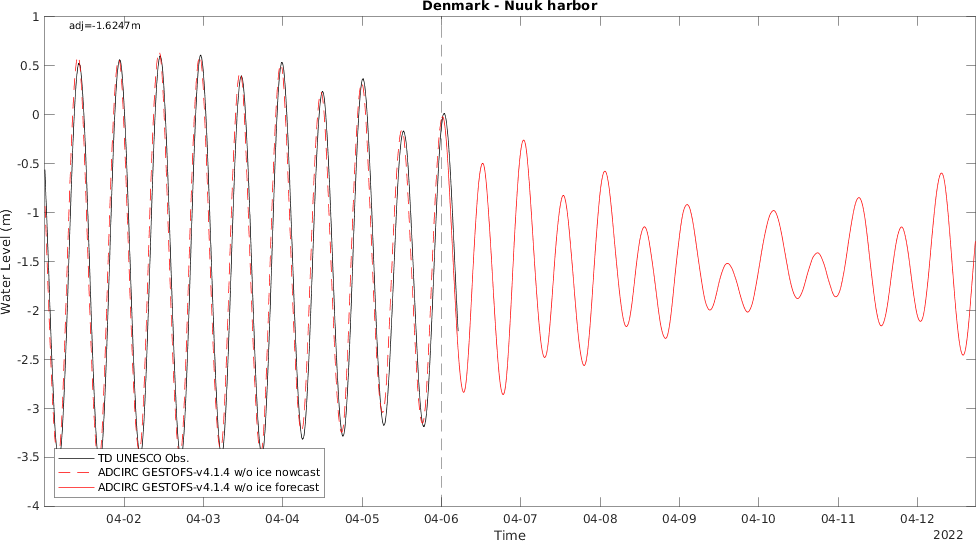 Denmark - Nuuk harbor
adj=-1.6247m
1
0.5
0
-0.5
-1
-1.5
-2
-2.5
-3
-3.5
-4
Water Level (m)
TD UNESCO Obs.
ADCIRC GESTOFS-v4.1.4 w/o ice nowcast
ADCIRC GESTOFS-v4.1.4 w/o ice forecast
04-02 04-03 04-04 04-05 04-06 04-07 04-08 04-09 04-10 04-11 04-12
Time
2022